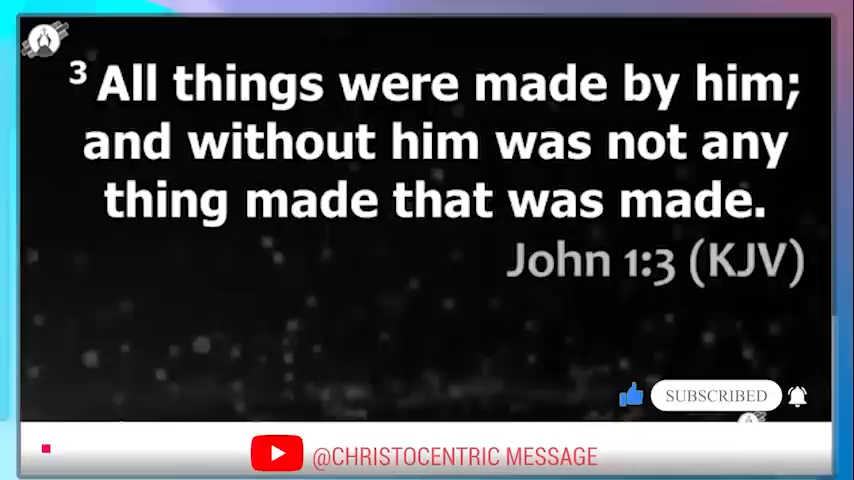 3 All things were made by him;
and without him was not any
thing made that was made.
John 1:3 (KJV)
SUBSCRIBED
@CHRISTOCENTRIC MESSAGE